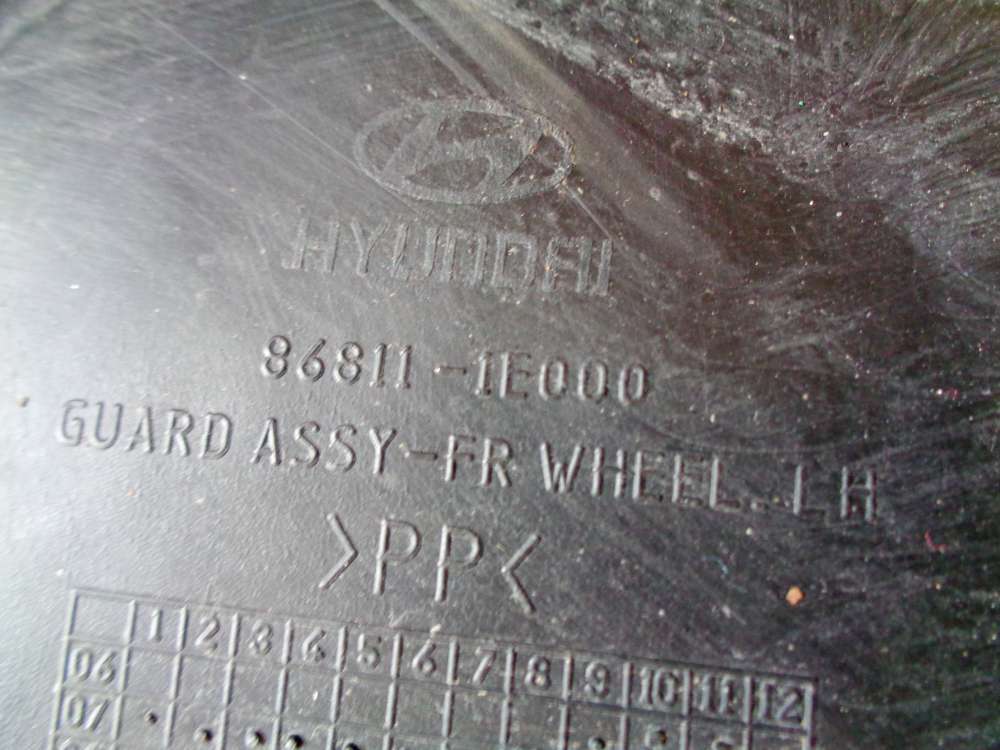 HYUNDAI
86811-1E000
GUARD ASSY-FR WHEEL, LH
>PP<
1 2 3 4 5 6 7 8 9 10 11 12
06
07